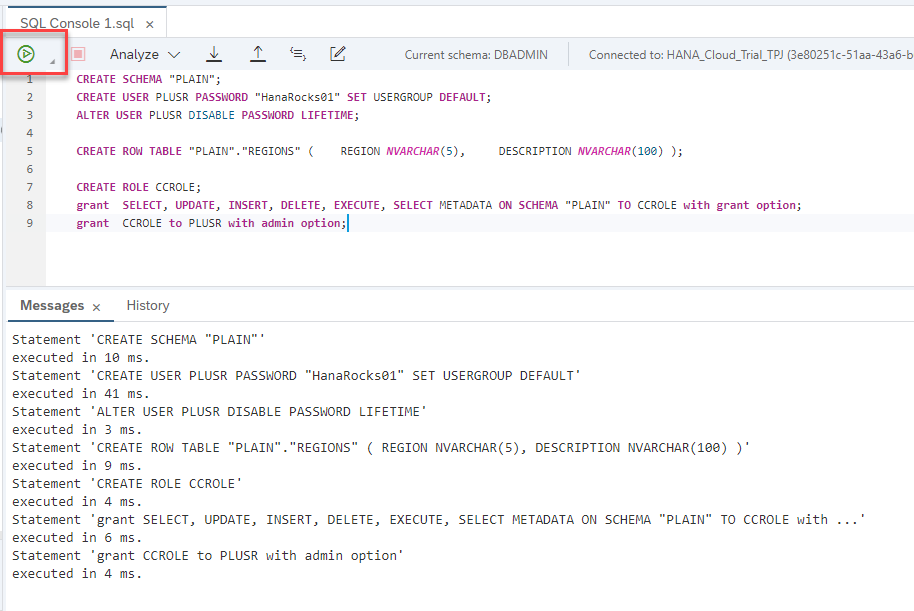 SQL Console 1.sql ×
Analyze Current schema: DBADMIN Connected to: HANA_Cloud_Trial_TPJ (3e80251c-51aa-43a6-b
1 CREATE SCHEMA "PLAIN";
2 CREATE USER PLUSR PASSWORD "HanaRocks01" SET USERGROUP DEFAULT;
3 ALTER USER PLUSR DISABLE PASSWORD LIFETIME;
4
5 CREATE ROW TABLE "PLAIN"."REGIONS" (    REGION NVARCHAR(5),     DESCRIPTION NVARCHAR(100) );
6
7 CREATE ROLE CCROLE;
8 grant  SELECT, UPDATE, INSERT, DELETE, EXECUTE, SELECT METADATA ON SCHEMA "PLAIN" TO CCROLE with grant option;
9 grant  CCROLE to PLUSR with admin option;
Messages × History
Statement 'CREATE SCHEMA "PLAIN"'
executed in 10 ms.
Statement 'CREATE USER PLUSR PASSWORD "HanaRocks01" SET USERGROUP DEFAULT'
executed in 41 ms.
Statement 'ALTER USER PLUSR DISABLE PASSWORD LIFETIME'
executed in 3 ms.
Statement 'CREATE ROW TABLE "PLAIN"."REGIONS" ( REGION NVARCHAR(5), DESCRIPTION NVARCHAR(100) )'
executed in 9 ms.
Statement 'CREATE ROLE CCROLE'
executed in 4 ms.
Statement 'grant SELECT, UPDATE, INSERT, DELETE, EXECUTE, SELECT METADATA ON SCHEMA "PLAIN" TO CCROLE with ...'
executed in 6 ms.
Statement 'grant CCROLE to PLUSR with admin option'
executed in 4 ms.